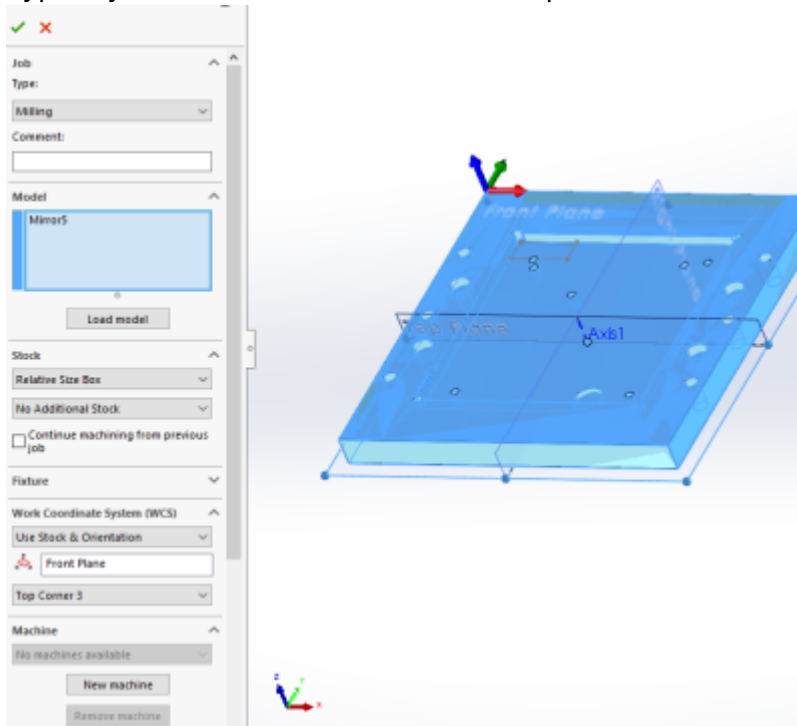 Job
Type:
Milling
Comment:
Model
Mirror5
Load model
Stock
Relative Size Box
No Additional Stock
Continue machining from previous
job
Fixture
Work Coordinate System (WCS)
Use Stock & Orientation
Front Plane
Top Corner 3
Machine
No machines available
New machine
Remove machine
Front Plane
Plane
Axis1
z
Y
x